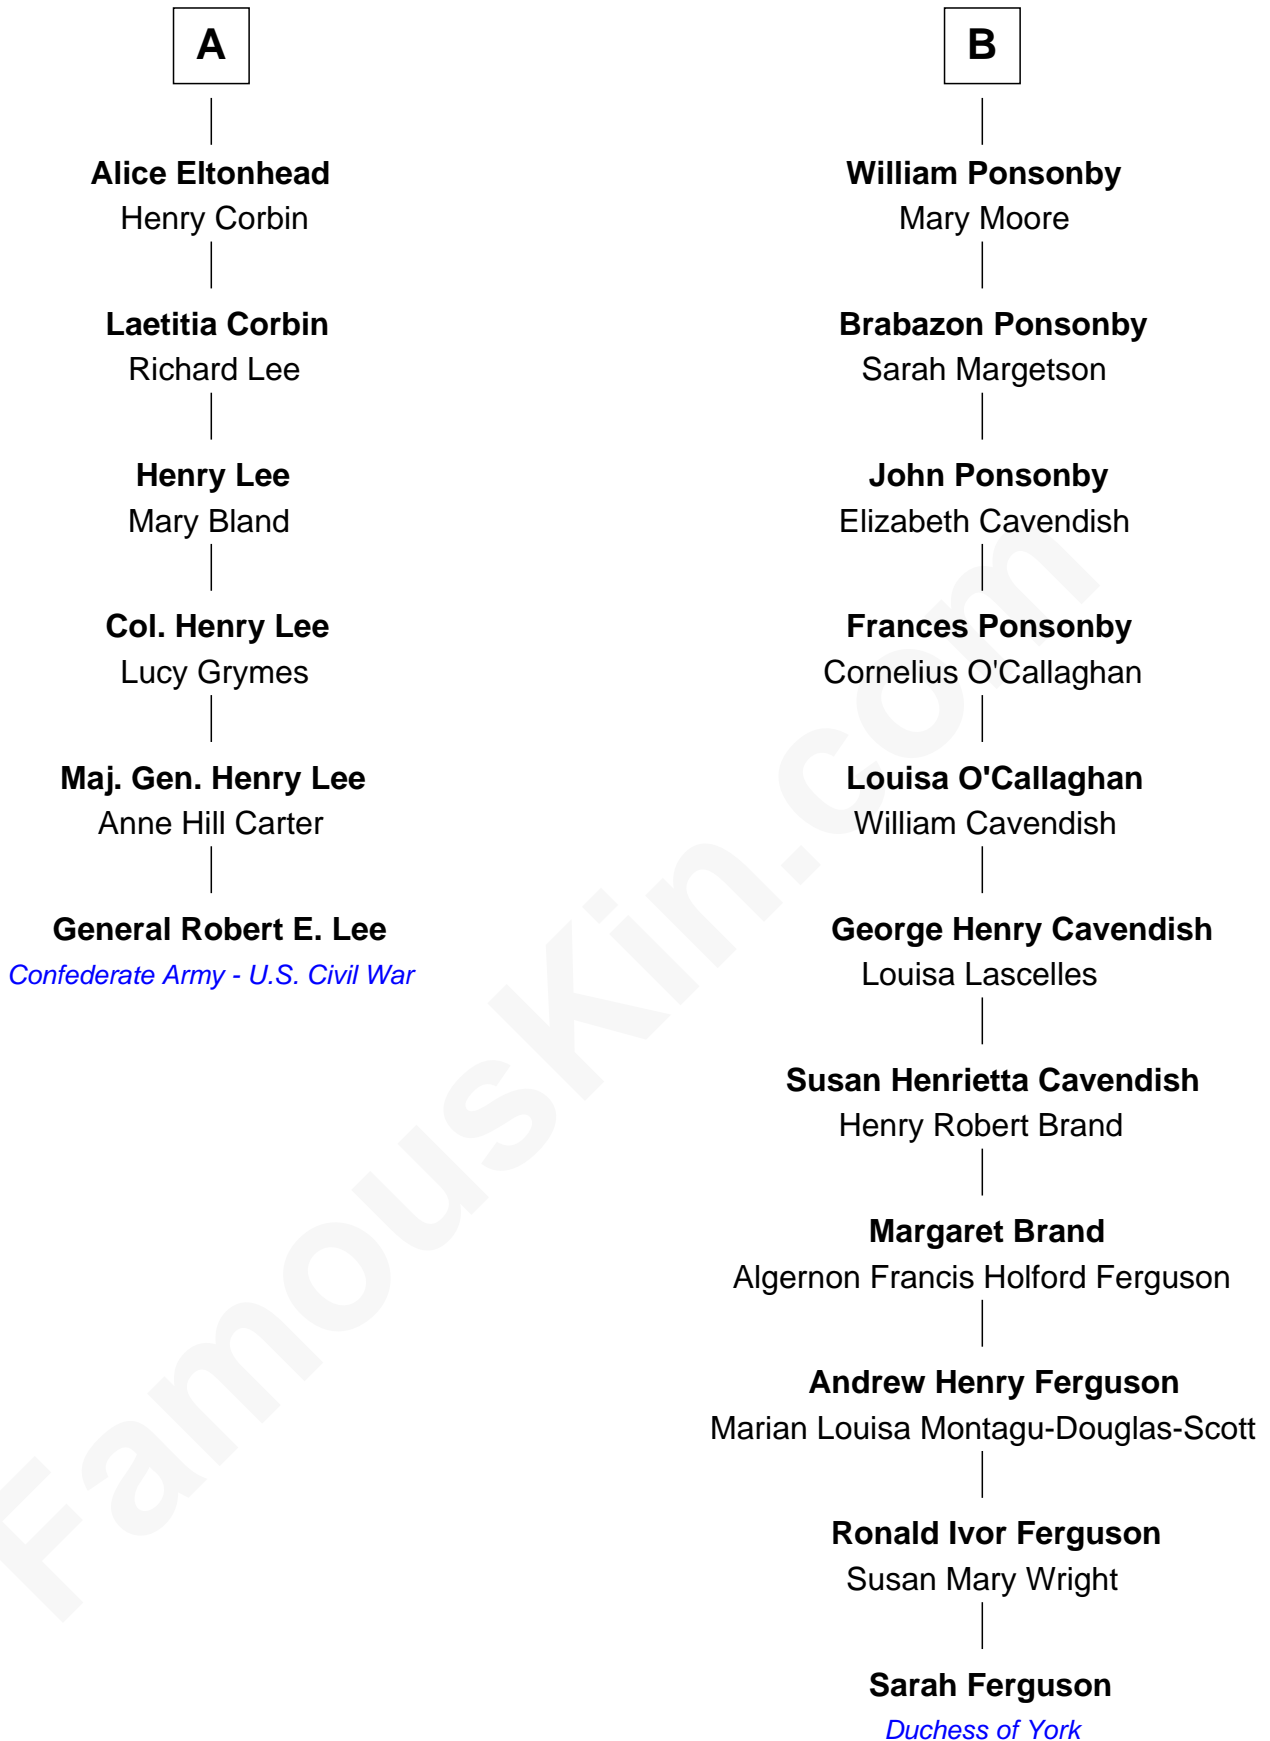 A
Alice Eltonhead
Henry Corbin
Laetitia Corbin
Richard Lee
Henry Lee
Mary Bland
Col. Henry Lee
Lucy Grymes
Maj. Gen. Henry Lee
Anne Hill Carter
General Robert E. Lee
Confederate Army - U.S. Civil War
B
William Ponsonby
Mary Moore
Brabazon Ponsonby
Sarah Margetson
John Ponsonby
Elizabeth Cavendish
Frances Ponsonby
Cornelius O'Callaghan
Louisa O'Callaghan
William Cavendish
George Henry Cavendish
Louisa Lascelles
Susan Henrietta Cavendish
Henry Robert Brand
Margaret Brand
Algernon Francis Holford Ferguson
Andrew Henry Ferguson
Marian Louisa Montagu-Douglas-Scott
Ronald Ivor Ferguson
Susan Mary Wright
Sarah Ferguson
Duchess of York
FamousKin.com